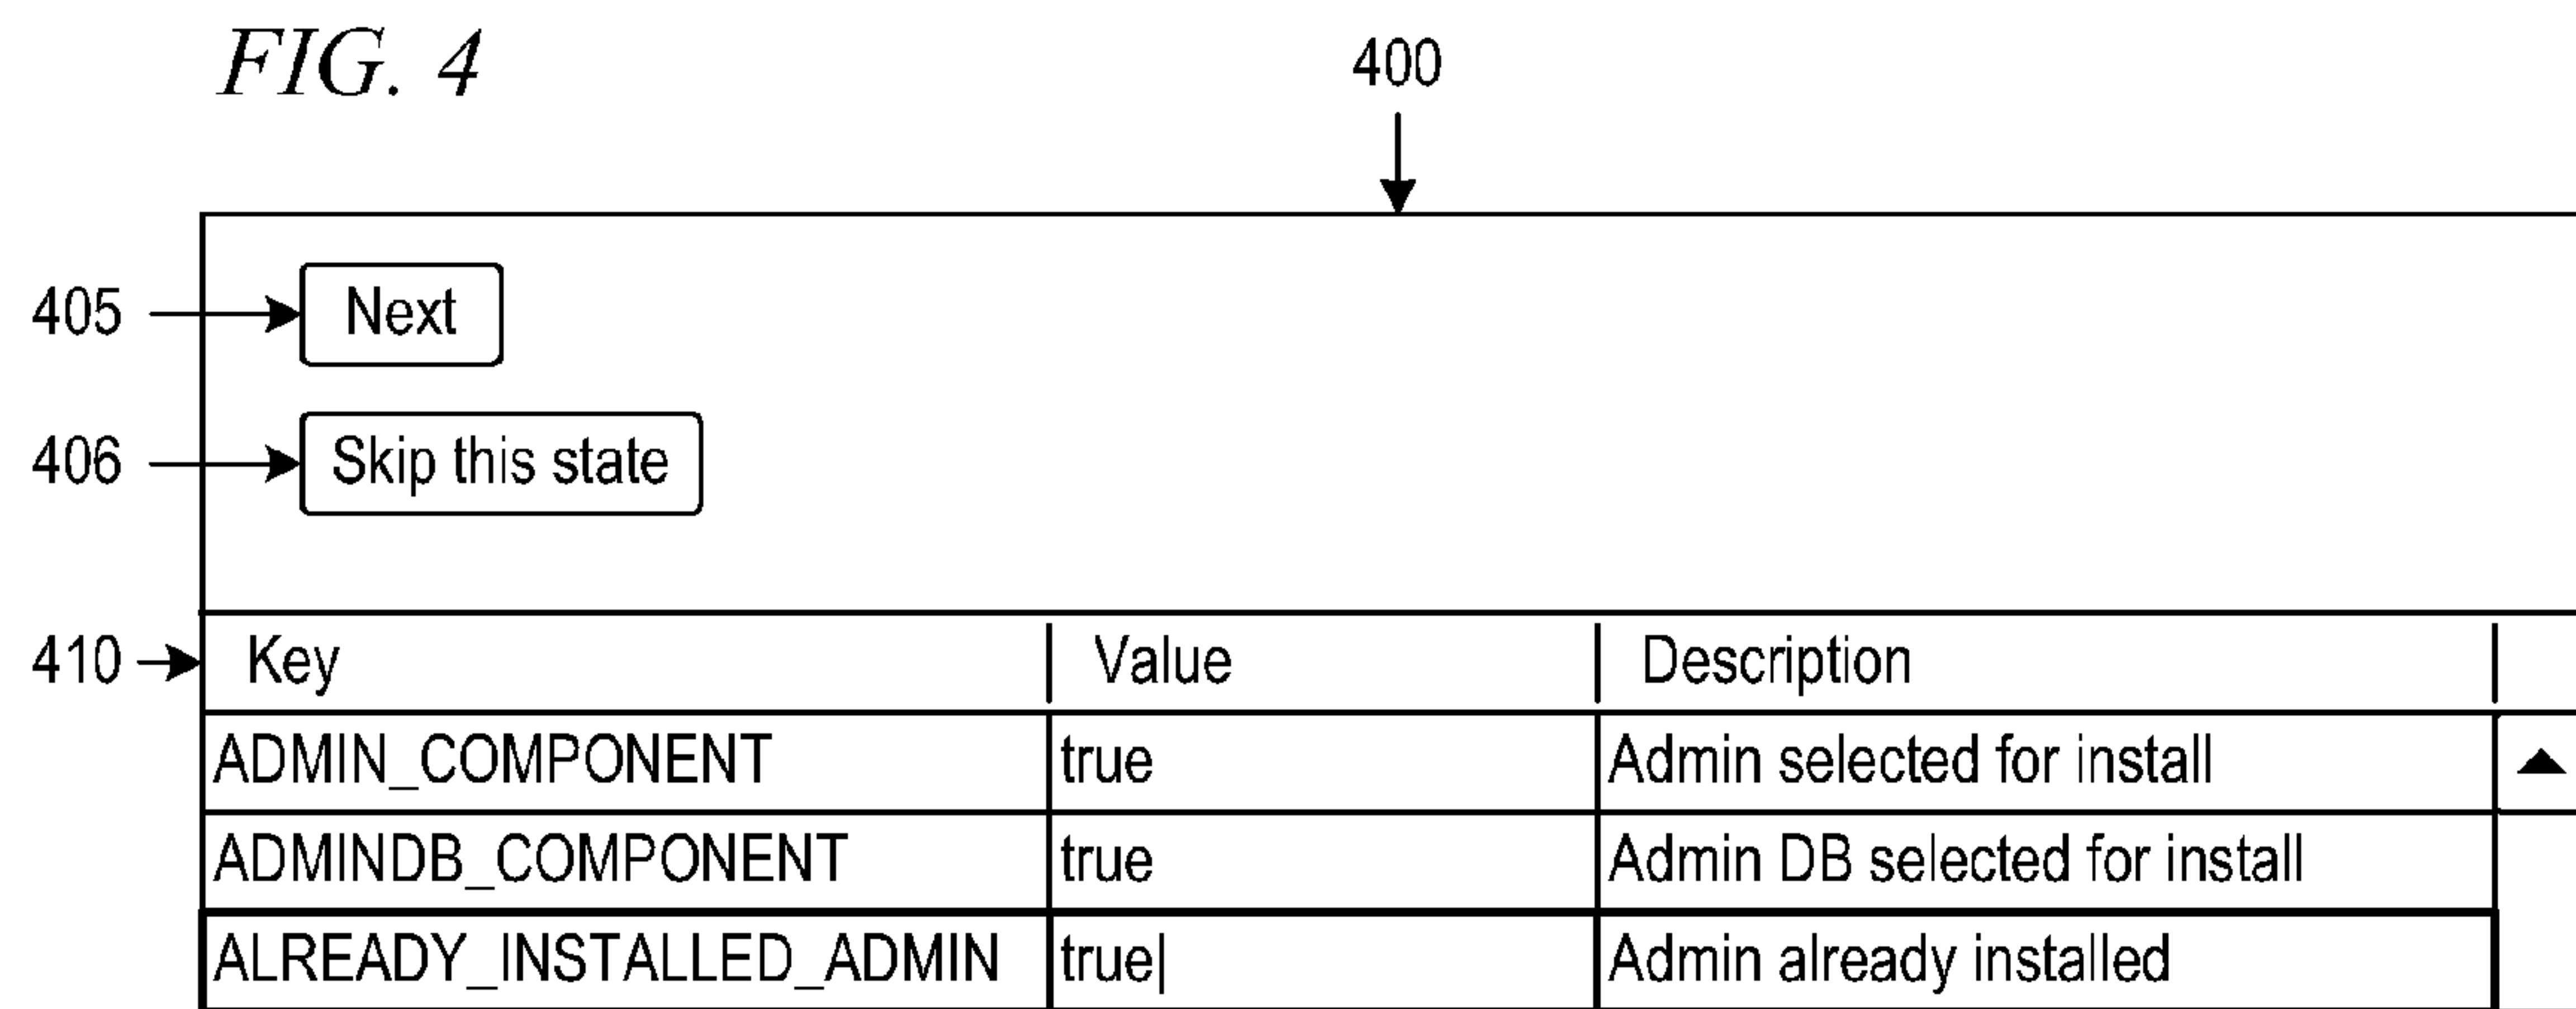 FIG. 4
400
405 Next
406 Skip this state
410 Key Value Description
ADMIN_COMPONENT true Admin selected for install
ADMINDB_COMPONENT true Admin DB selected for install
ALREADY_INSTALLED_ADMIN true| Admin already installed